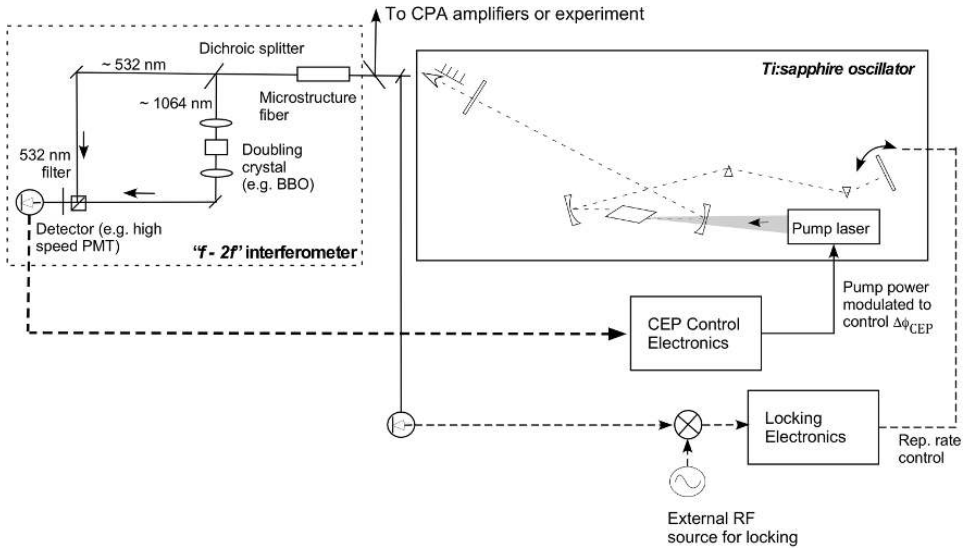 To CPA amplifiers or experiment
Dichroic splitter
~ 532 nm
~ 1064 nm
Microstructure
fiber
Ti:sapphire oscillator
532 nm
filter
Doubling
crystal
(e.g. BBO)
Detector (e.g. high
speed PMT)
“f - 2f” interferometer
Pump laser
Pump power
modulated to
control Δϕ_CEP
CEP Control
Electronics
Locking
Electronics
Rep. rate
control
External RF
source for locking